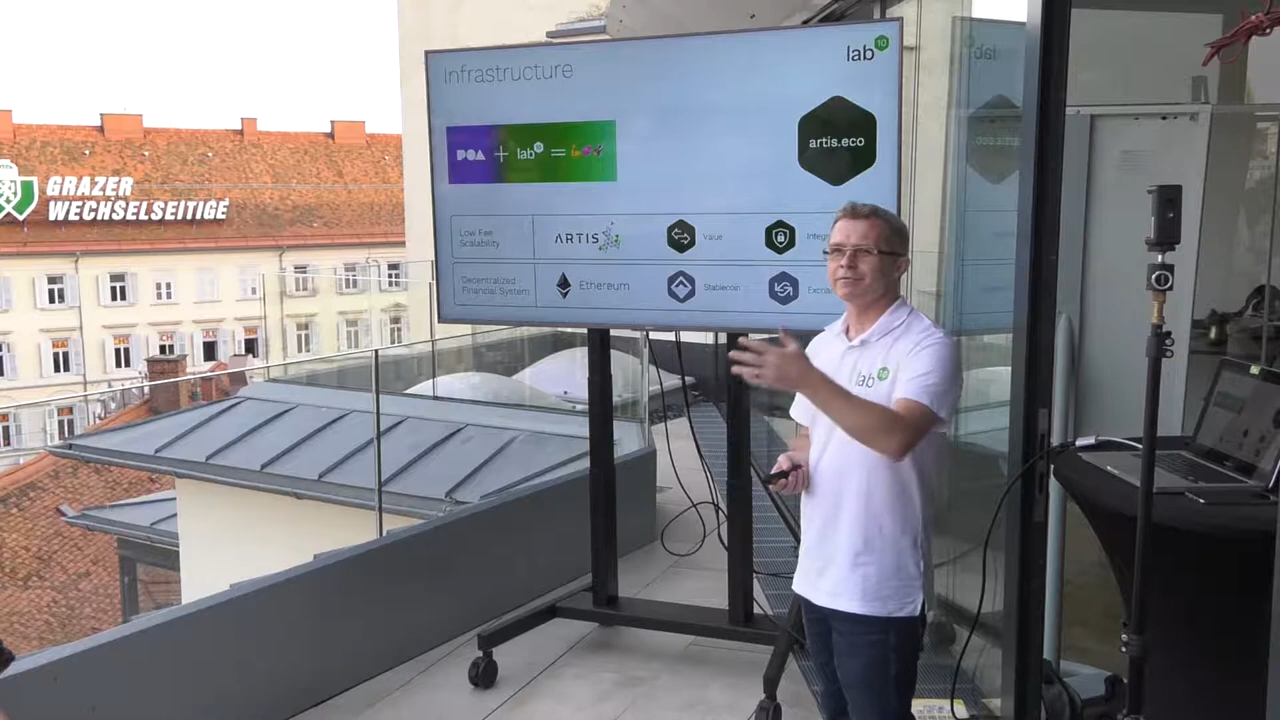 Infrastructure
lab10
POA + lab10 =
artis.eco
Low Fee
Scalability
ARTIS
Value
Decentralized
Financial System
Ethereum
Stablecoin
GRAZER
WECHSELSEITIGE
lab10